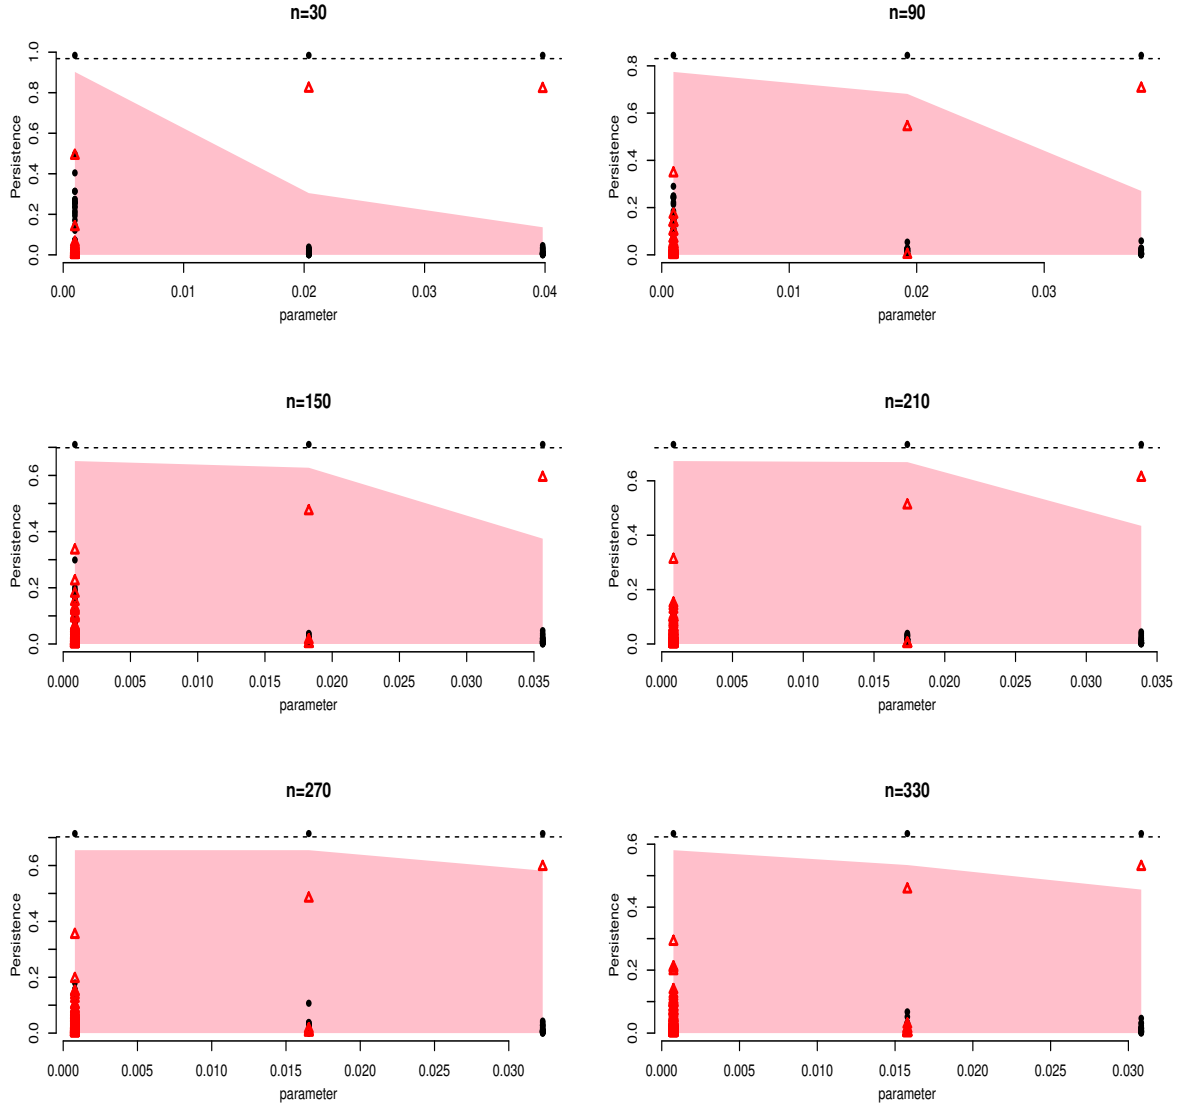 n=30
Persistence
0.0 0.2 0.4 0.6 0.8 1.0
0.00 0.01 0.02 0.03 0.04
parameter
n=90
Persistence
0.0 0.2 0.4 0.6 0.8
0.00 0.01 0.02 0.03
parameter
n=150
Persistence
0.0 0.2 0.4 0.6
0.000 0.005 0.010 0.015 0.020 0.025 0.030 0.035
parameter
n=210
Persistence
0.0 0.2 0.4 0.6
0.000 0.005 0.010 0.015 0.020 0.025 0.030 0.035
parameter
n=270
Persistence
0.0 0.2 0.4 0.6
0.000 0.005 0.010 0.015 0.020 0.025 0.030
parameter
n=330
Persistence
0.0 0.2 0.4 0.6
0.000 0.005 0.010 0.015 0.020 0.025 0.030
parameter